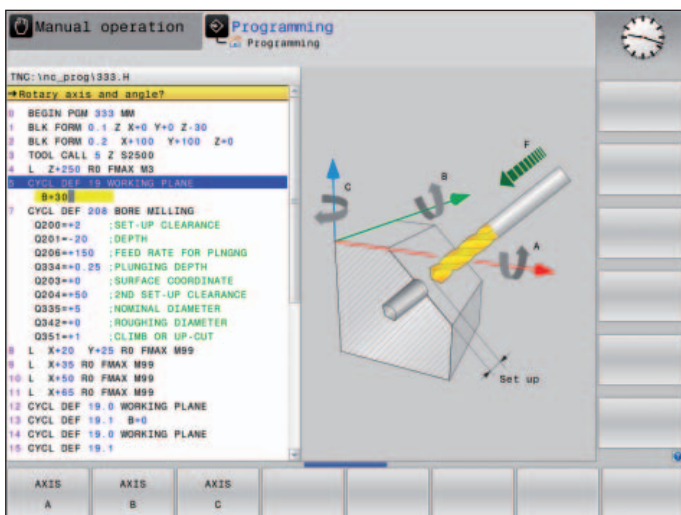 Manual operation
Programming
Programming
TNC:\nc_prog\333.H
→Rotary axis and angle?
0 BEGIN PGM 333 MM
1 BLK FORM 0.1 Z X+0 Y+0 Z-30
2 BLK FORM 0.2 X+100 Y+100 Z+0
3 TOOL CALL 5 Z S2500
4 L Z+250 R0 FMAX M3
5 CYCL DEF 19 WORKING PLANE
B+30
7 CYCL DEF 208 BORE MILLING
Q200=+2 ;SET-UP CLEARANCE
Q201=-20 ;DEPTH
Q206=+150 ;FEED RATE FOR PLNGNG
Q334=+0.25 ;PLUNGING DEPTH
Q203=+0 ;SURFACE COORDINATE
Q204=+50 ;2ND SET-UP CLEARANCE
Q335=+5 ;NOMINAL DIAMETER
Q342=+0 ;ROUGHING DIAMETER
Q351=+1 ;CLIMB OR UP-CUT
8 L X+20 Y+25 R0 FMAX M99
9 L X+35 R0 FMAX M99
10 L X+50 R0 FMAX M99
11 L X+65 R0 FMAX M99
12 CYCL DEF 19.0 WORKING PLANE
13 CYCL DEF 19.1 B+0
14 CYCL DEF 19.0 WORKING PLANE
15 CYCL DEF 19.1
F
B
C
A
Set up
AXIS
A
AXIS
B
AXIS
C